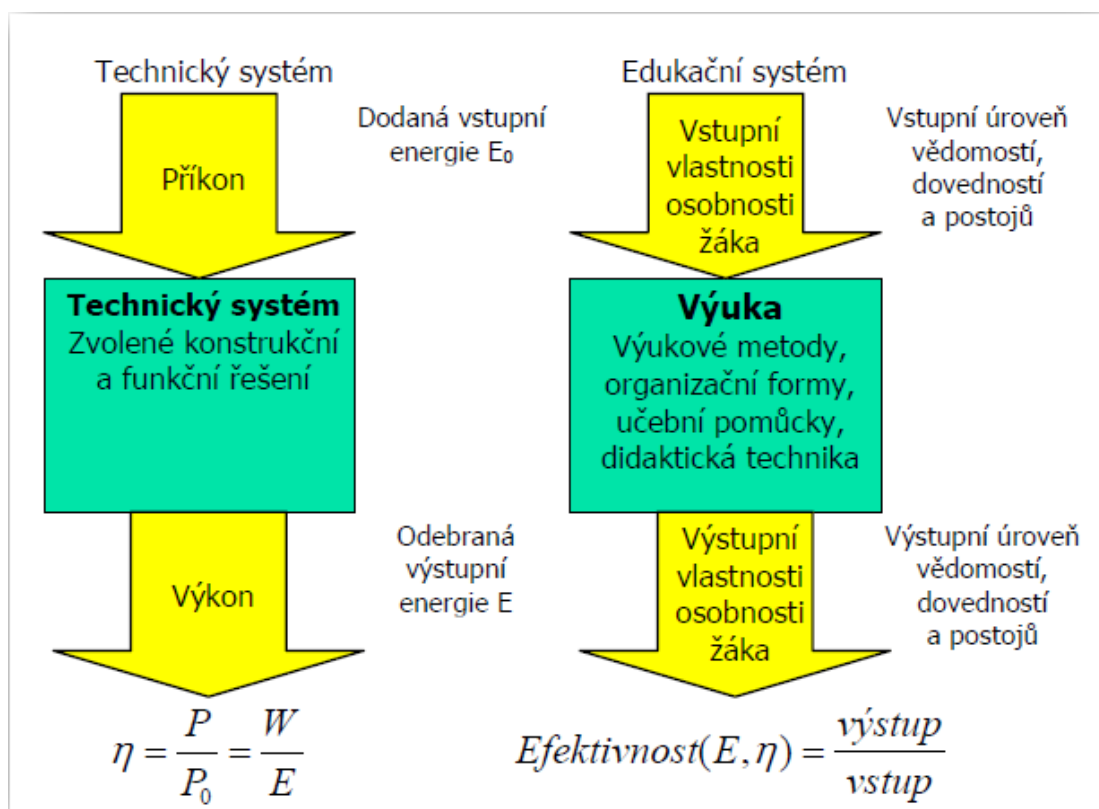 Technický systém
Dodaná vstupní
energie E₀
Příkon
Technický systém
Zvolené konstrukční
a funkční řešení
Odebraná
výstupní
energie E
Výkon
η = P/P₀ = W/E
Edukační systém
Vstupní
vlastnosti
osobnosti
žáka
Vstupní úroveň
vědomostí,
dovedností
a postojů
Výuka
Výukové metody,
organizační formy,
učební pomůcky,
didaktická technika
Výstupní
vlastnosti
osobnosti
žáka
Výstupní úroveň
vědomostí,
dovedností
a postojů
Efektivnost(E,η) = výstup/vstup